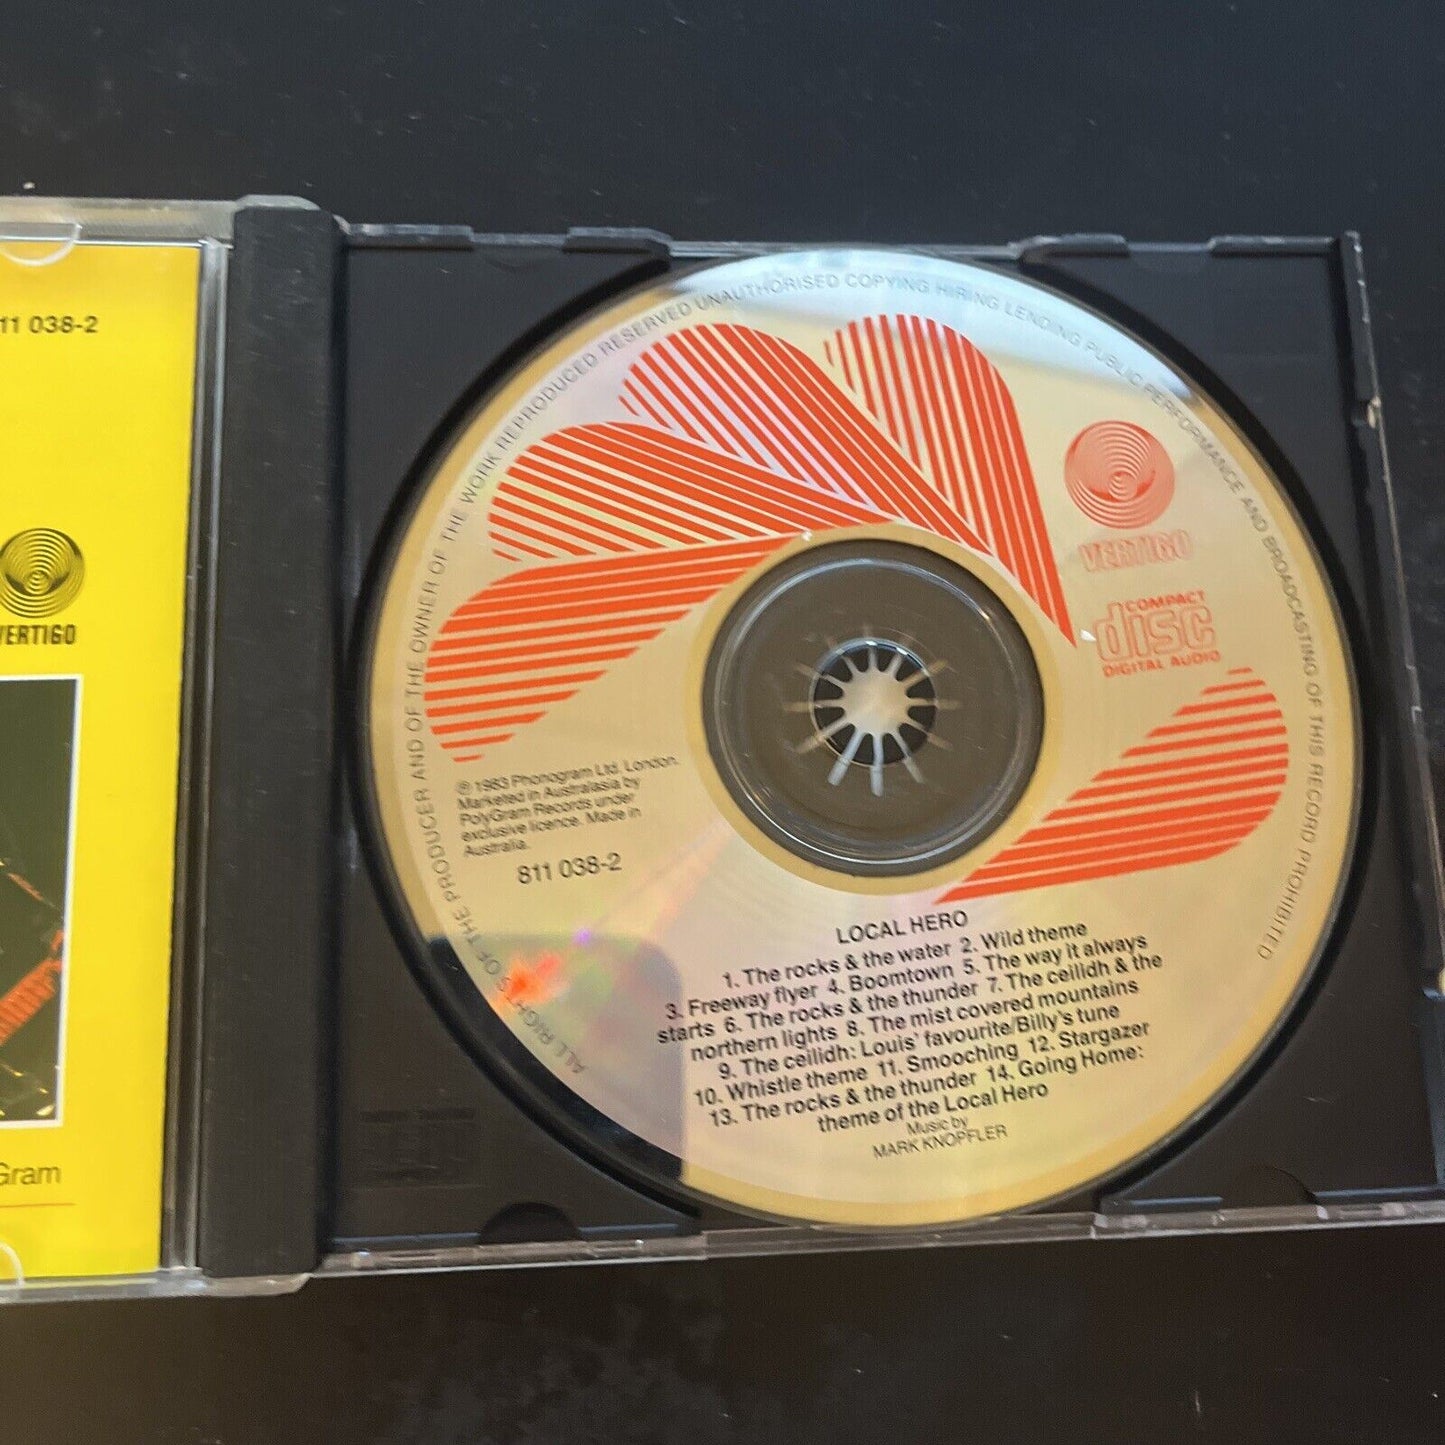 11 038-2
VERTIGO
Gram
ALL RIGHTS OF THE PRODUCER AND OF THE OWNER OF THE WORK REPRODUCED RESERVED UNAUTHORISED COPYING HIRING LENDING PUBLIC PERFORMANCE AND BROADCASTING OF THIS RECORD PROHIBITED
VERTIGO
COMPACT
disc
DIGITAL AUDIO
℗ 1983 Phonogram Ltd. London.
Marketed in Australasia by
PolyGram Records under
exclusive licence. Made in
Australia.
811 038-2
LOCAL HERO
1. The rocks & the water 2. Wild theme
3. Freeway flyer 4. Boomtown 5. The way it always
starts 6. The rocks & the thunder 7. The ceilidh & the
northern lights 8. The mist covered mountains
9. The ceilidh: Louis' favourite/Billy's tune
10. Whistle theme 11. Smooching 12. Stargazer
13. The rocks & the thunder 14. Going Home:
theme of the Local Hero
Music by
MARK KNOPFLER